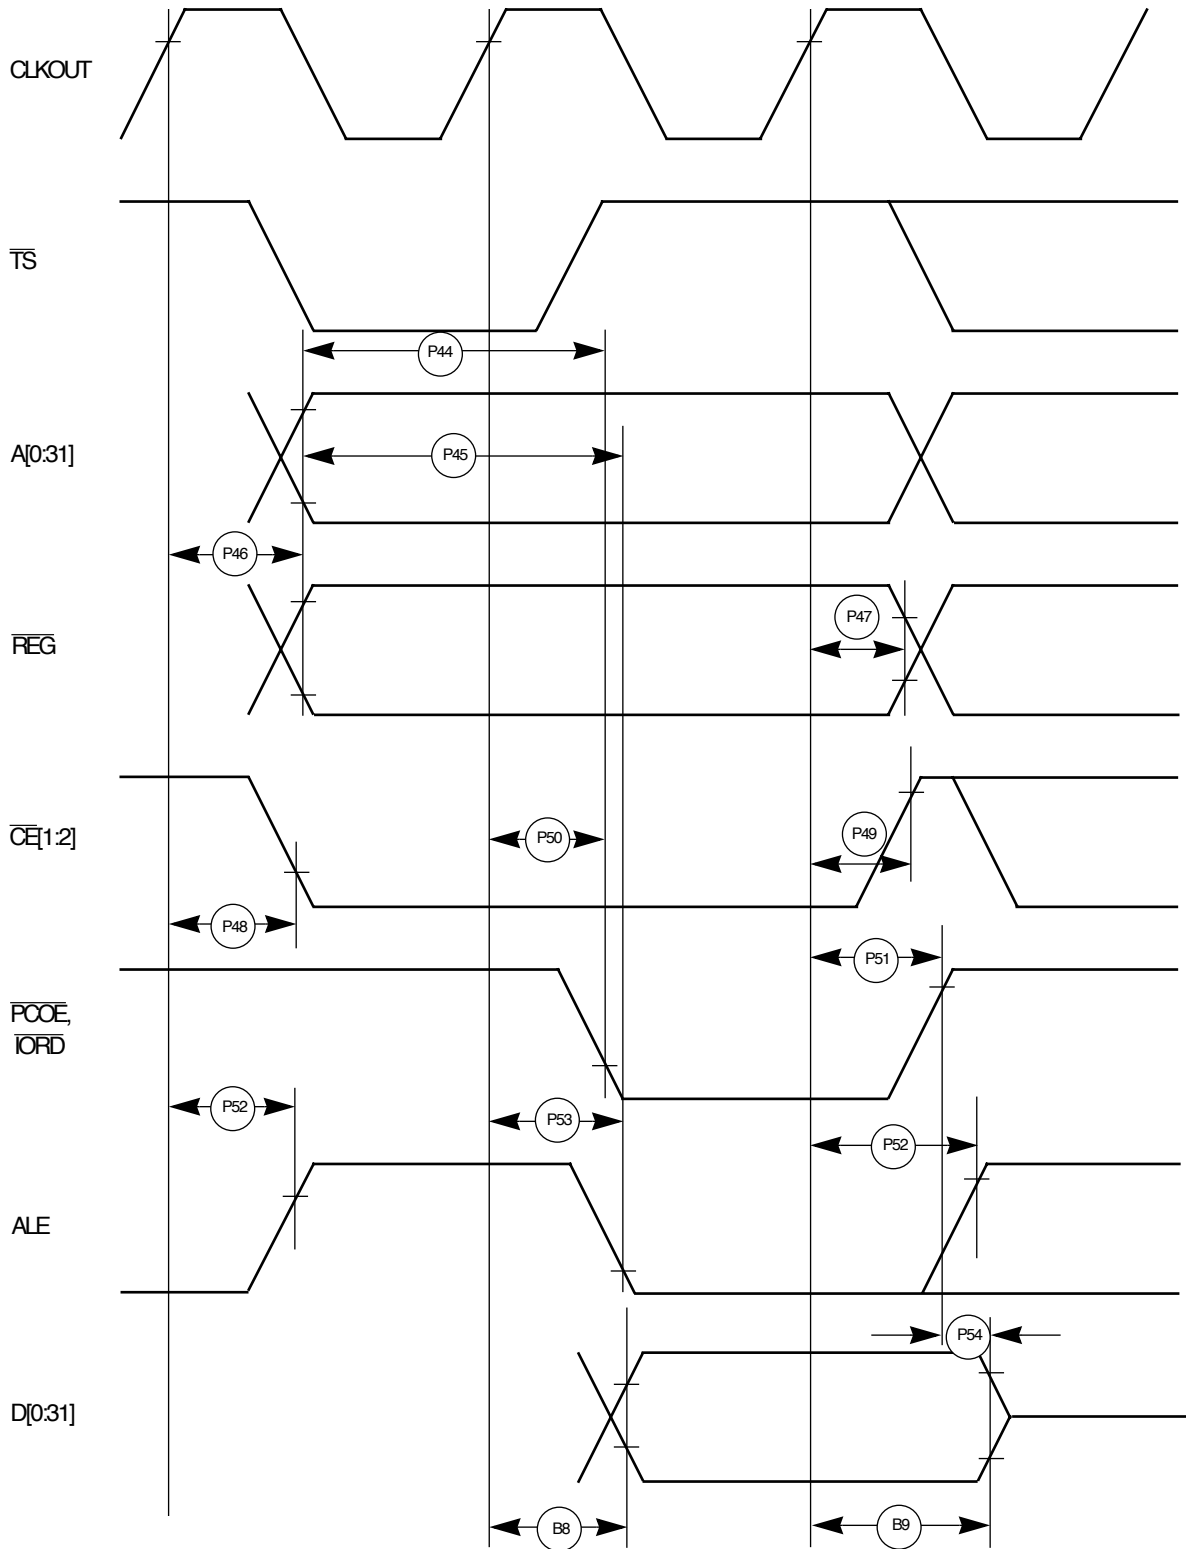 CLKOUT
TS
P44
A[0:31]
P45
P46
REG
P47
CE[1:2]
P50
P49
P48
P51
PCOE,
IORD
P52
P53
P52
ALE
P54
D[0:31]
B8
B9